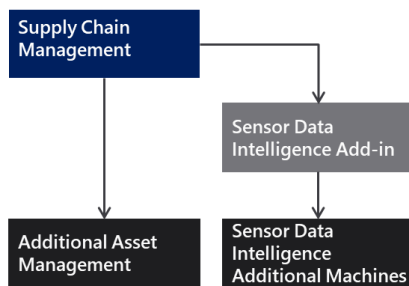 Supply Chain
Management
Sensor Data
Intelligence Add-in
Additional Asset
Management
Sensor Data
Intelligence
Additional Machines